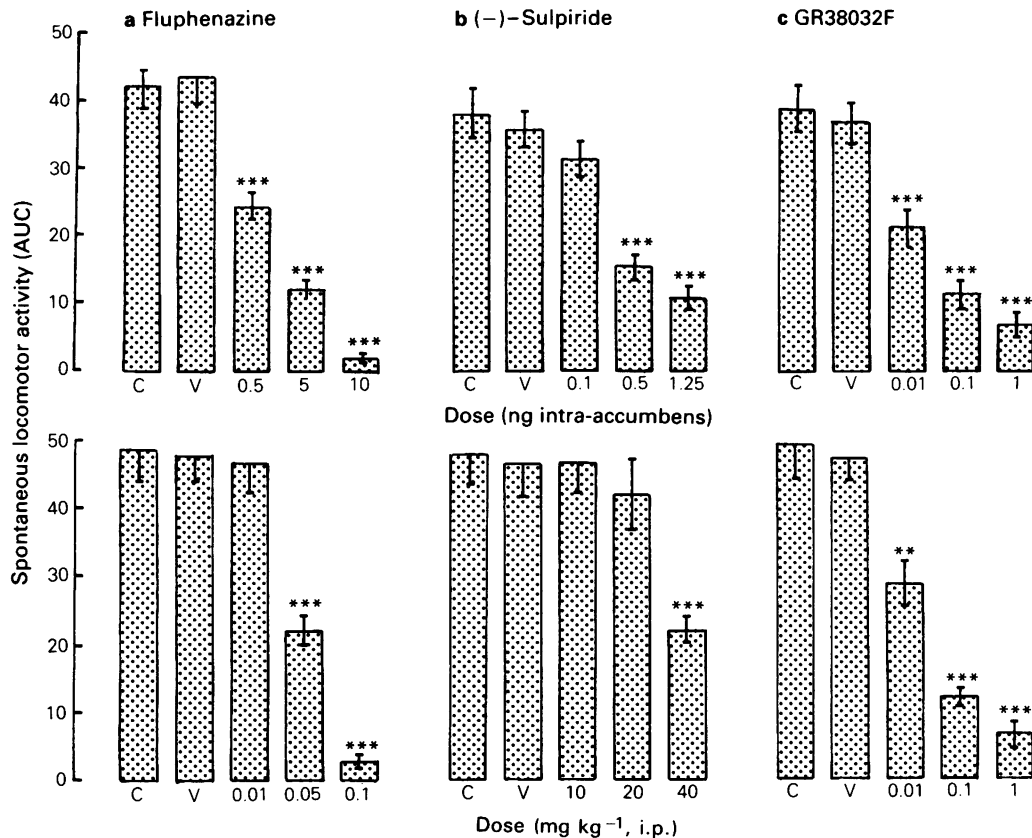 a Fluphenazine
b (−)-Sulpiride
c GR38032F
Spontaneous locomotor activity (AUC)
50
40
30
20
10
0
*** *** ***
C V 0.5 5 10
*** ***
C V 0.1 0.5 1.25
*** *** ***
C V 0.01 0.1 1
Dose (ng intra-accumbens)
50
40
30
20
10
0
*** ***
C V 0.01 0.05 0.1
***
C V 10 20 40
** *** ***
C V 0.01 0.1 1
Dose (mg kg⁻¹, i.p.)